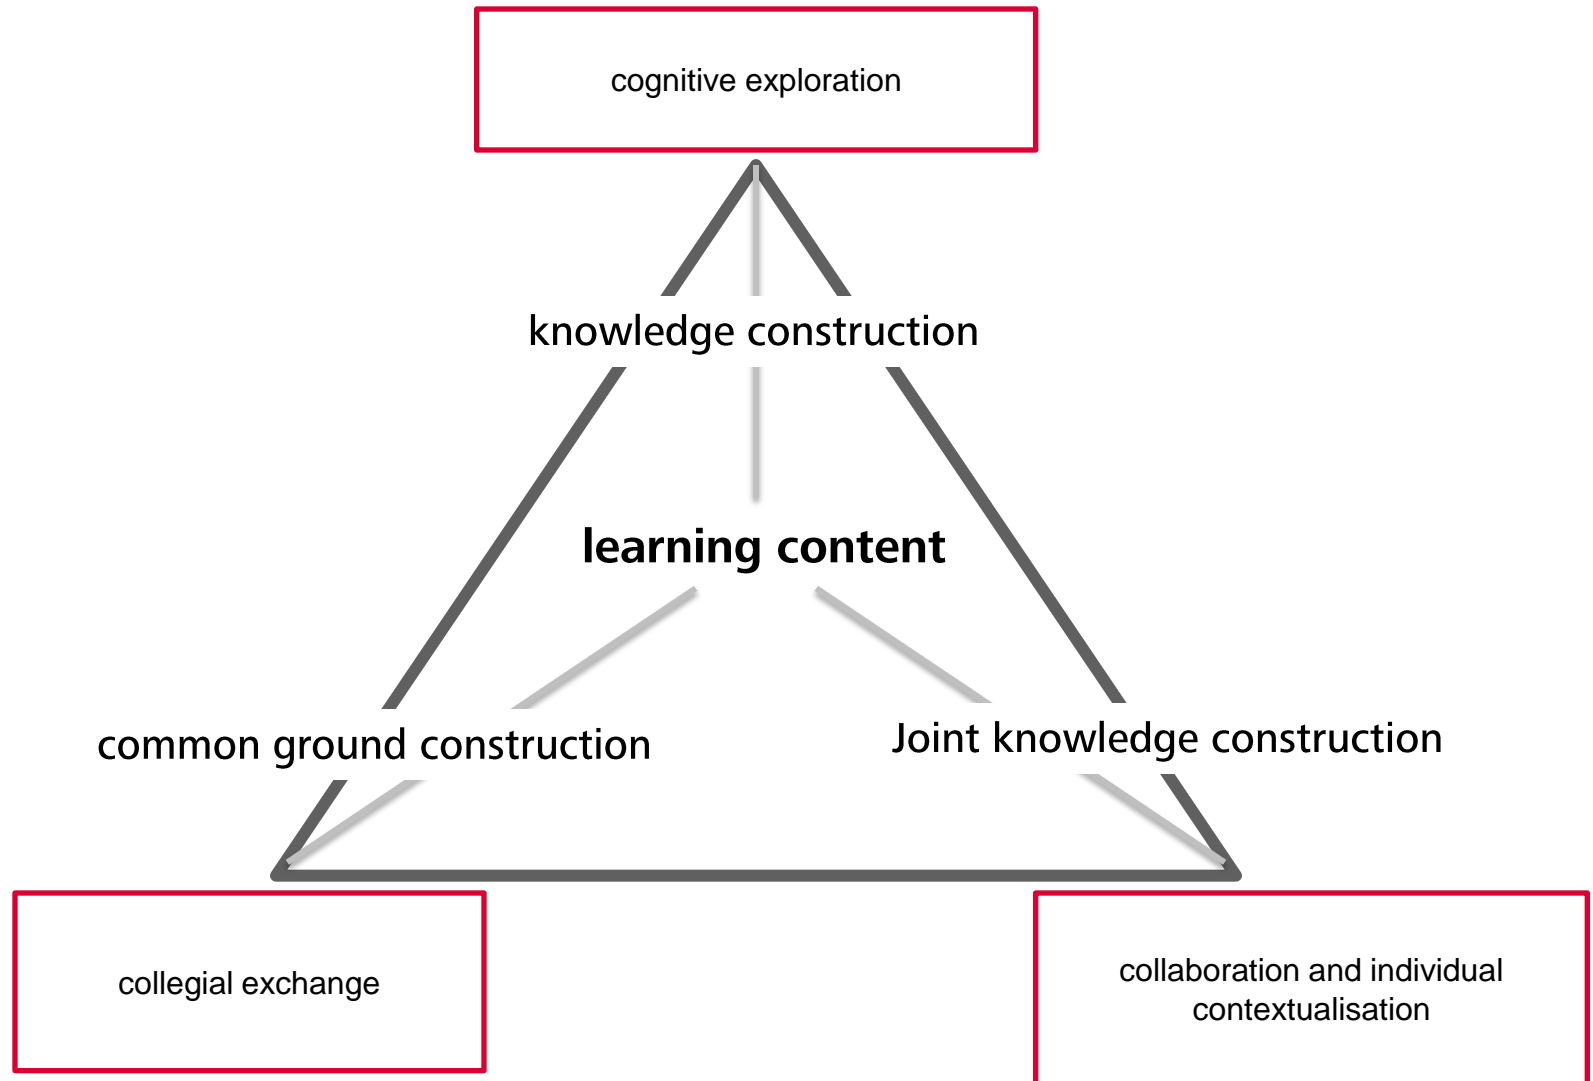 cognitive exploration
knowledge construction
learning content
common ground construction
Joint knowledge construction
collegial exchange
collaboration and individual
contextualisation